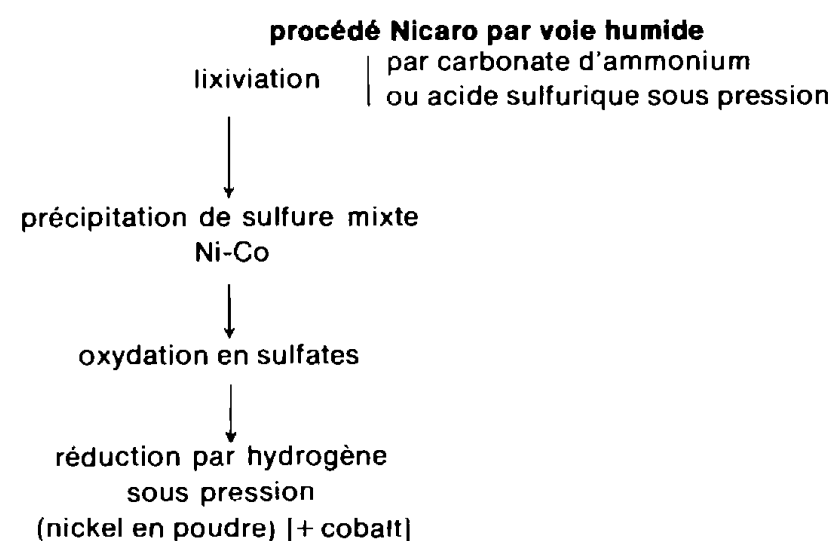 procédé Nicaro par voie humide
lixiviation
par carbonate d'ammonium
ou acide sulfurique sous pression
précipitation de sulfure mixte
Ni-Co
oxydation en sulfates
réduction par hydrogène
sous pression
(nickel en poudre) [+ cobalt]